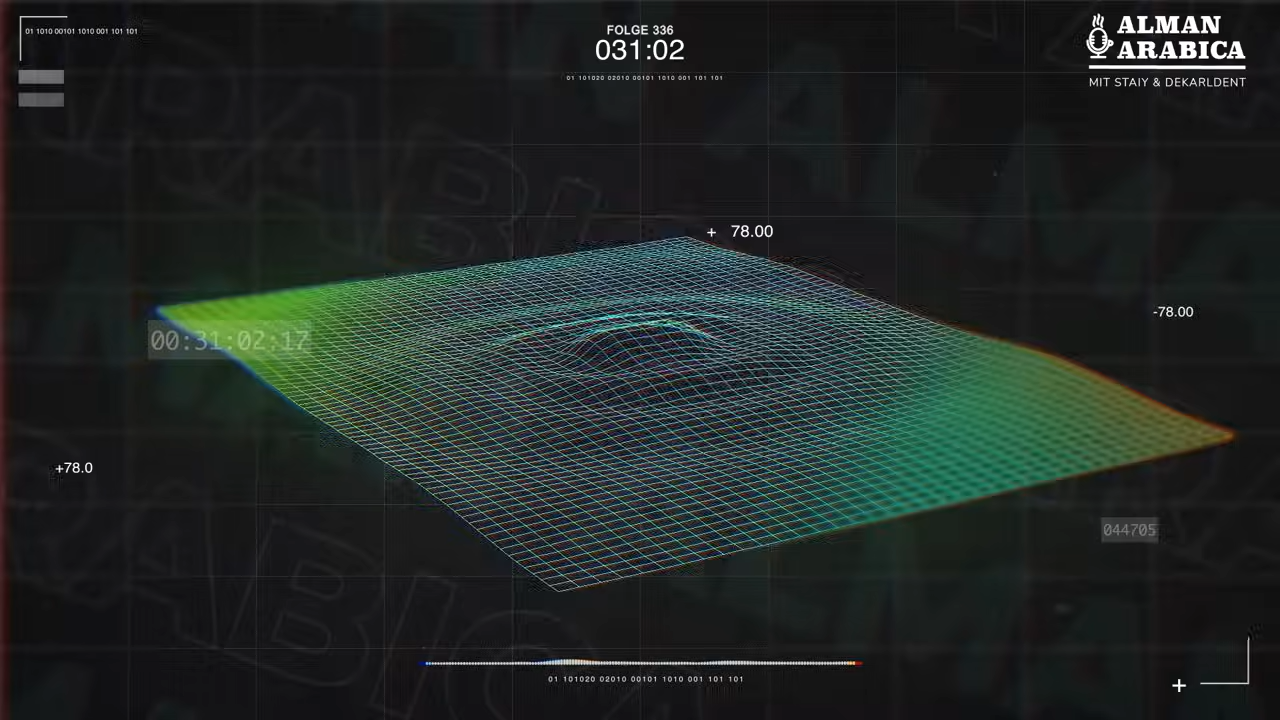 01 1010 00101 1010 001 101 101
FOLGE 336
031:02
01 101020 02010 00101 1010 001 101 101
ALMAN
ARABICA
MIT STAIY & DEKARLDENT
+ 78.00
-78.00
00:31:02:17
+78.0
044705
01 101020 02010 00101 1010 001 101 101
+